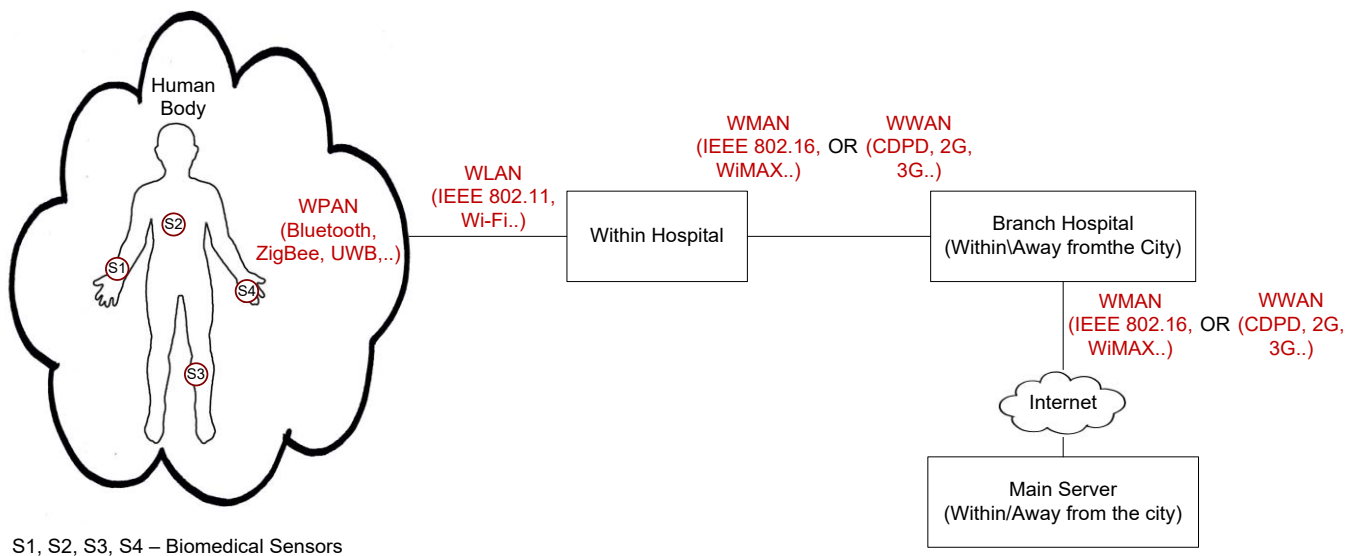 Human
Body
WPAN
(Bluetooth,
ZigBee, UWB,..)
S1
S2
S3
S4
WLAN
(IEEE 802.11,
Wi-Fi..)
Within Hospital
WMAN
(IEEE 802.16,
WiMAX..)
OR
WWAN
(CDPD, 2G,
3G..)
Branch Hospital
(Within\Away fromthe City)
WMAN
(IEEE 802.16,
WiMAX..)
OR
WWAN
(CDPD, 2G,
3G..)
Internet
Main Server
(Within/Away from the city)
S1, S2, S3, S4 – Biomedical Sensors